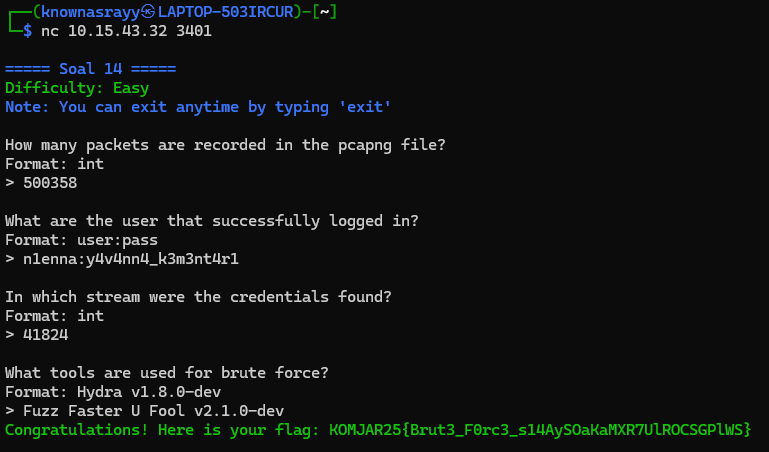 ┌──(knownasrayy㉿LAPTOP-503IRCUR)-[~]
└─$ nc 10.15.43.32 3401
===== Soal 14 =====
Difficulty: Easy
Note: You can exit anytime by typing 'exit'
How many packets are recorded in the pcapng file?
Format: int
> 500358
What are the user that successfully logged in?
Format: user:pass
> n1enna:y4v4nn4_k3m3nt4r1
In which stream were the credentials found?
Format: int
> 41824
What tools are used for brute force?
Format: Hydra v1.8.0-dev
> Fuzz Faster U Fool v2.1.0-dev
Congratulations! Here is your flag: KOMJAR25{Brut3_F0rc3_s14AySOaKaMXR7UlROCSGPlWS}